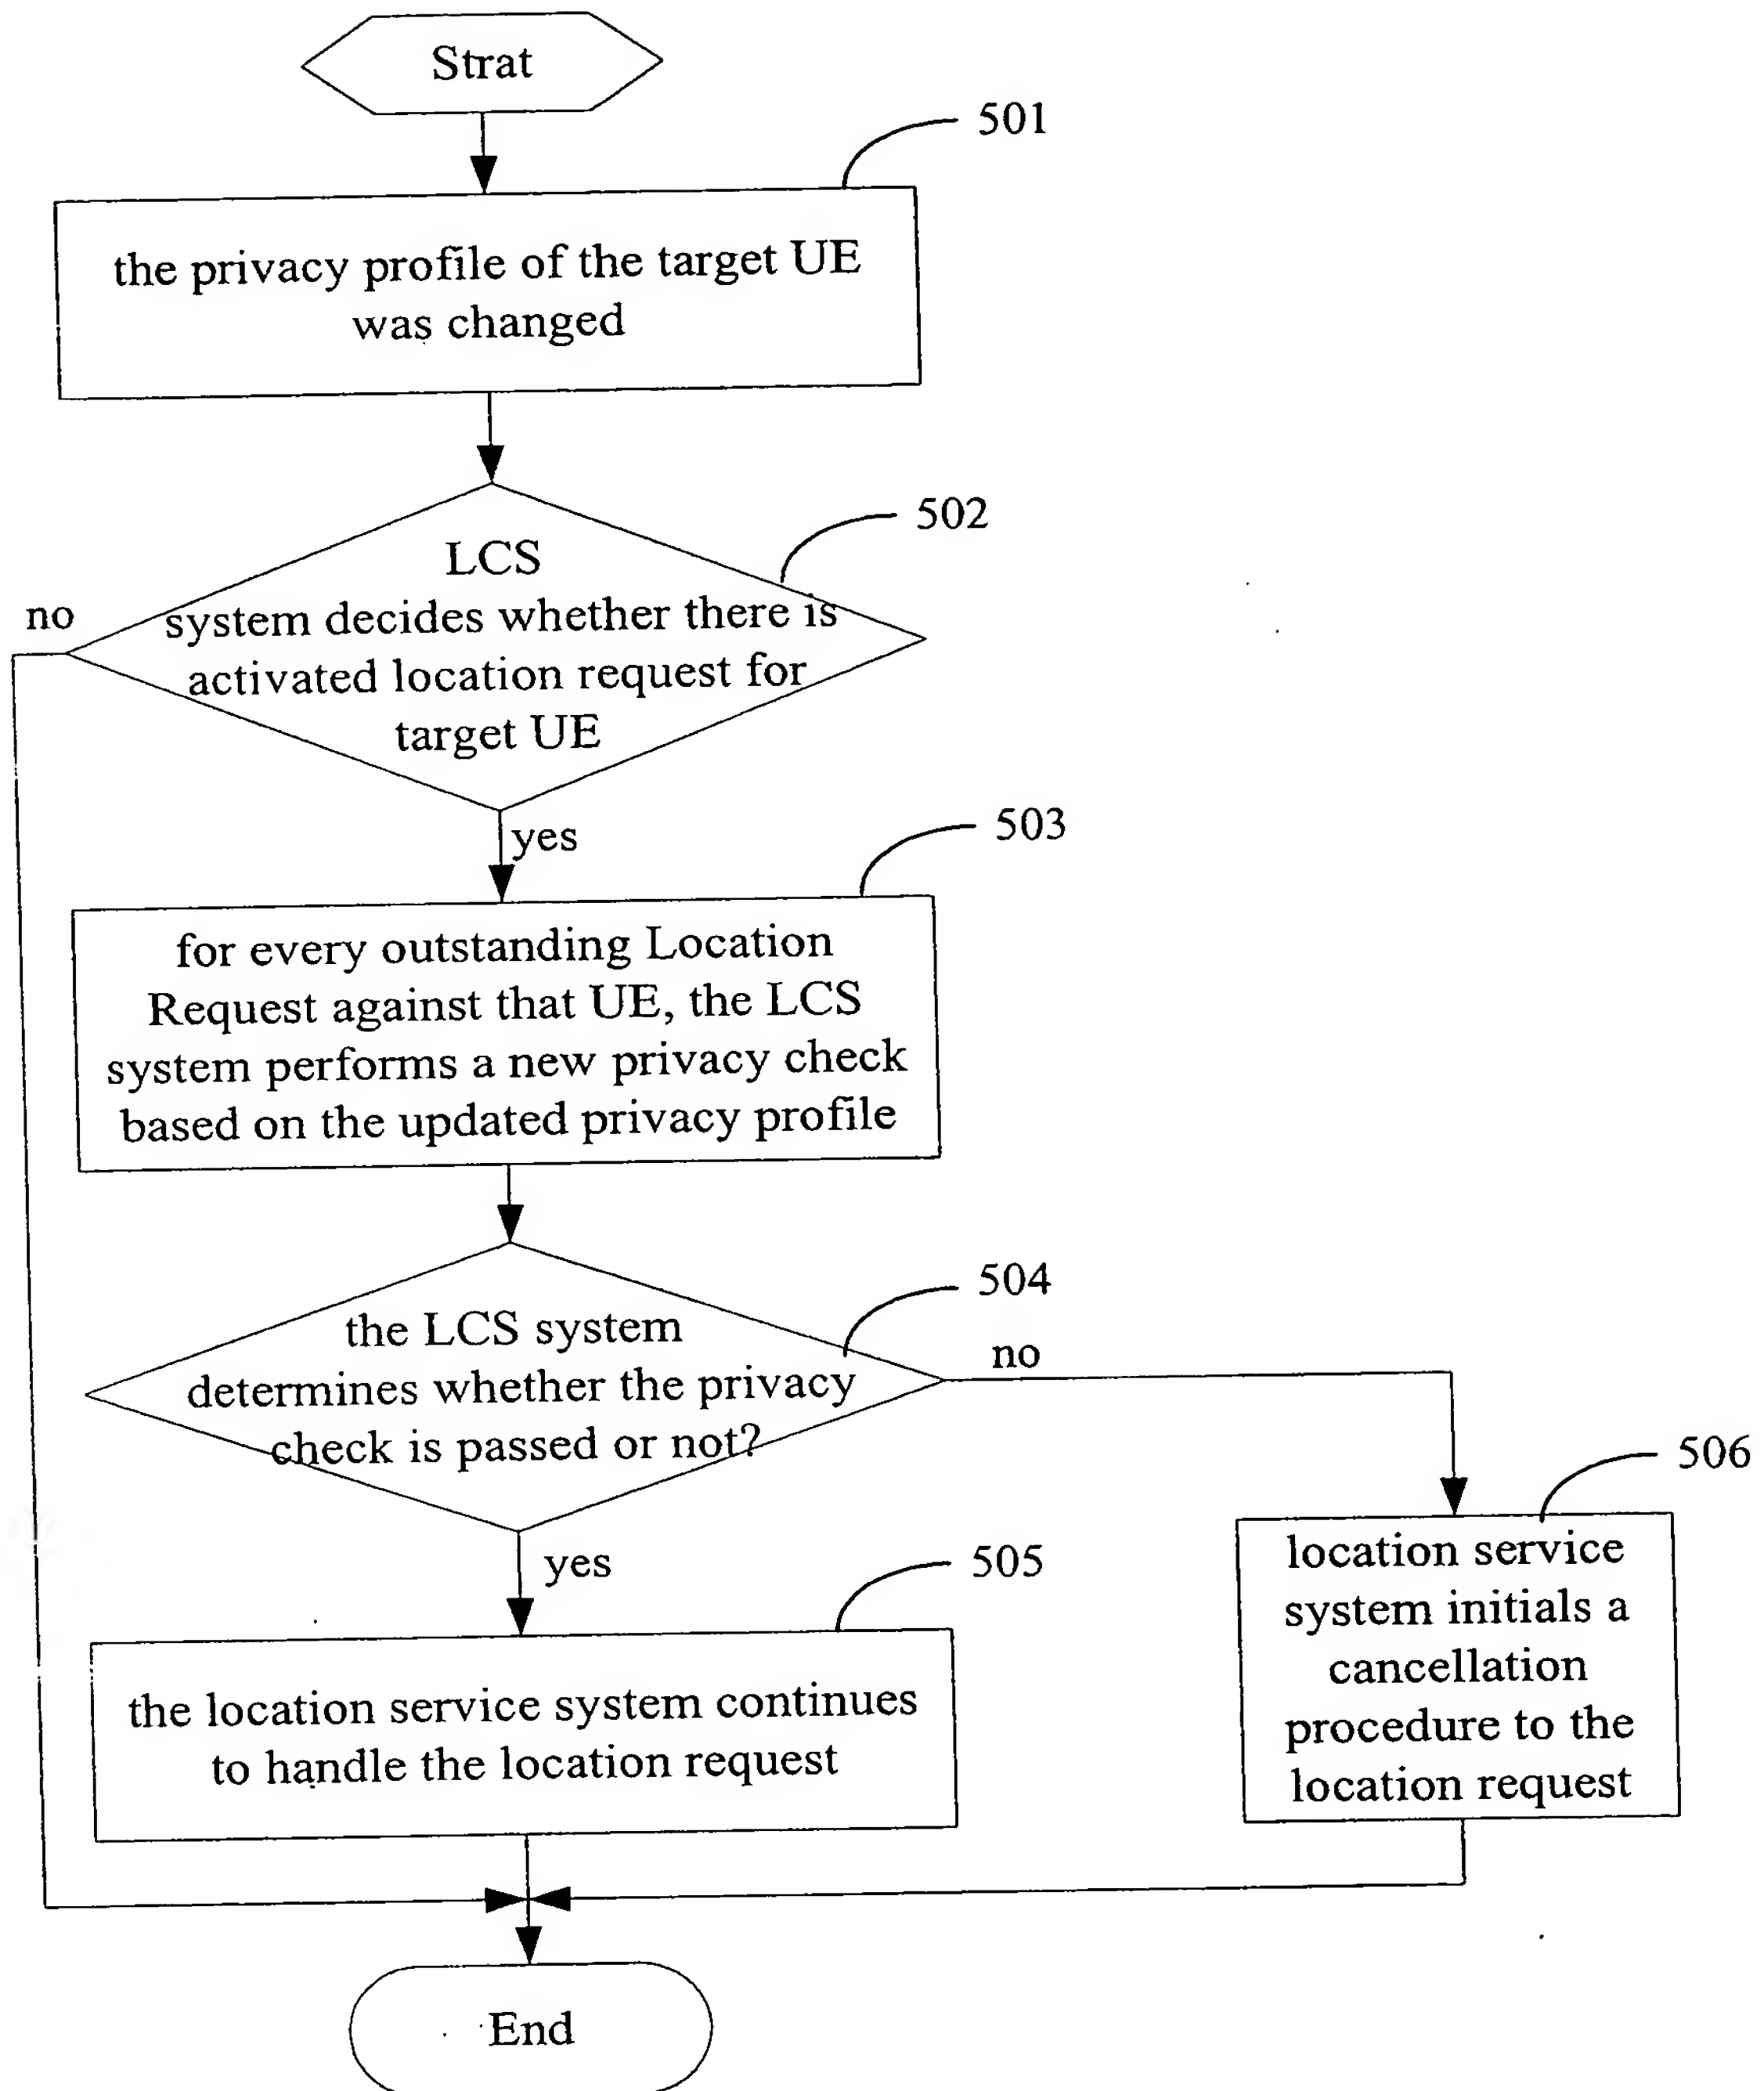 Strat
501
the privacy profile of the target UE
was changed
502
LCS
system decides whether there is
activated location request for
target UE
no
yes
503
for every outstanding Location
Request against that UE, the LCS
system performs a new privacy check
based on the updated privacy profile
504
the LCS system
determines whether the privacy
check is passed or not?
no
yes
505
the location service system continues
to handle the location request
506
location service
system initials a
cancellation
procedure to the
location request
End